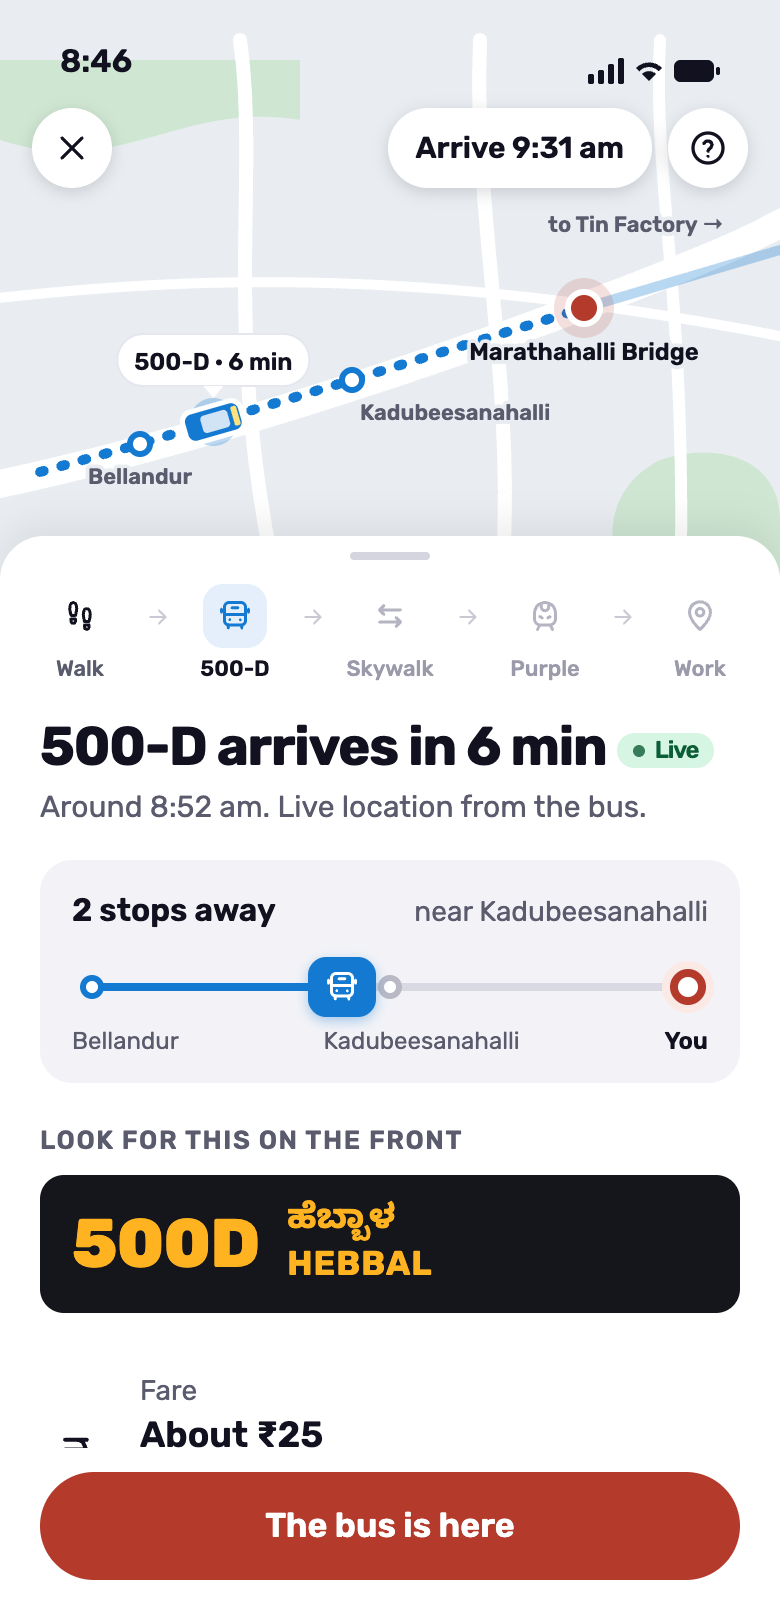 8:46
Arrive 9:31 am
to Tin Factory →
500-D • 6 min
Marathahalli Bridge
Kadubeesanahalli
Bellandur
Walk → 500-D → Skywalk → Purple → Work
500-D arrives in 6 min • Live
Around 8:52 am. Live location from the bus.
2 stops away near Kadubeesanahalli
Bellandur Kadubeesanahalli You
LOOK FOR THIS ON THE FRONT
500D ಹೆಬ್ಬಾಳ
HEBBAL
Fare
About ₹25
The bus is here